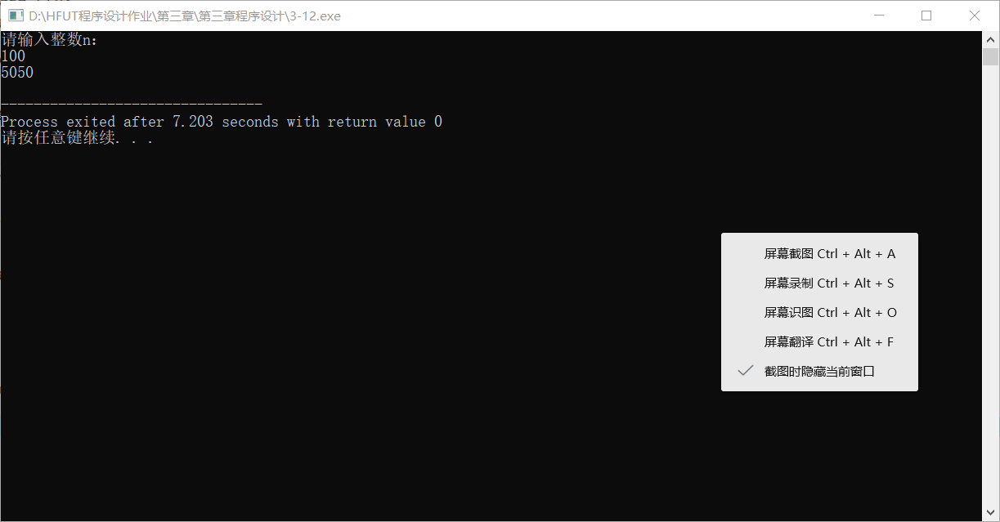 D:\HFUT程序设计作业\第三章\第三章程序设计\3-12.exe
请输入整数n:
100
5050
--------------------------------
Process exited after 7.203 seconds with return value 0
请按任意键继续. . .
屏幕截图 Ctrl + Alt + A
屏幕录制 Ctrl + Alt + S
屏幕识图 Ctrl + Alt + O
屏幕翻译 Ctrl + Alt + F
截图时隐藏当前窗口